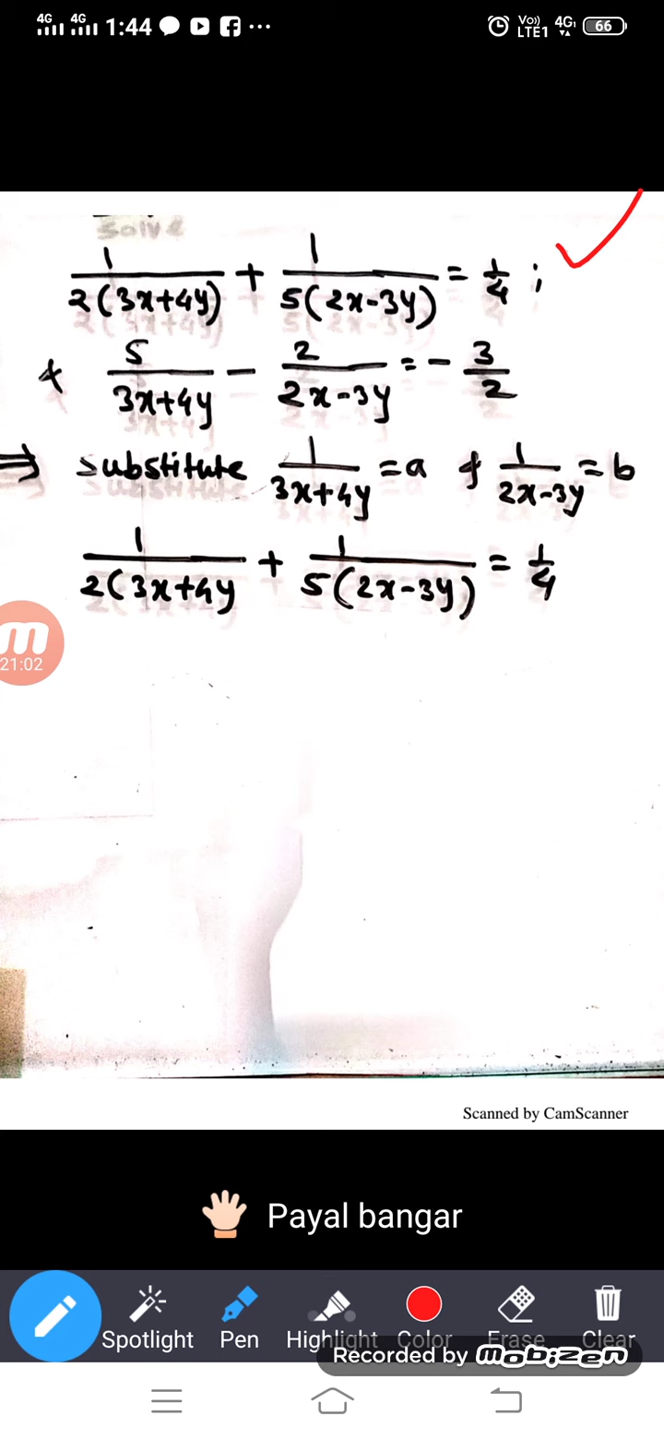 4G 4G 1:44 ... Vo)) LTE1 4G1 66
Solve
1/2(3x+4y) + 1/5(2x-3y) = 1/4 ;
& 5/3x+4y - 2/2x-3y = - 3/2
⇒ substitute 1/3x+4y = a & 1/2x-3y = b
1/2(3x+4y + 1/5(2x-3y) = 1/4
m
21:02
Scanned by CamScanner
Payal bangar
Spotlight Pen Highlight Color Erase Clear
Recorded by mobizen